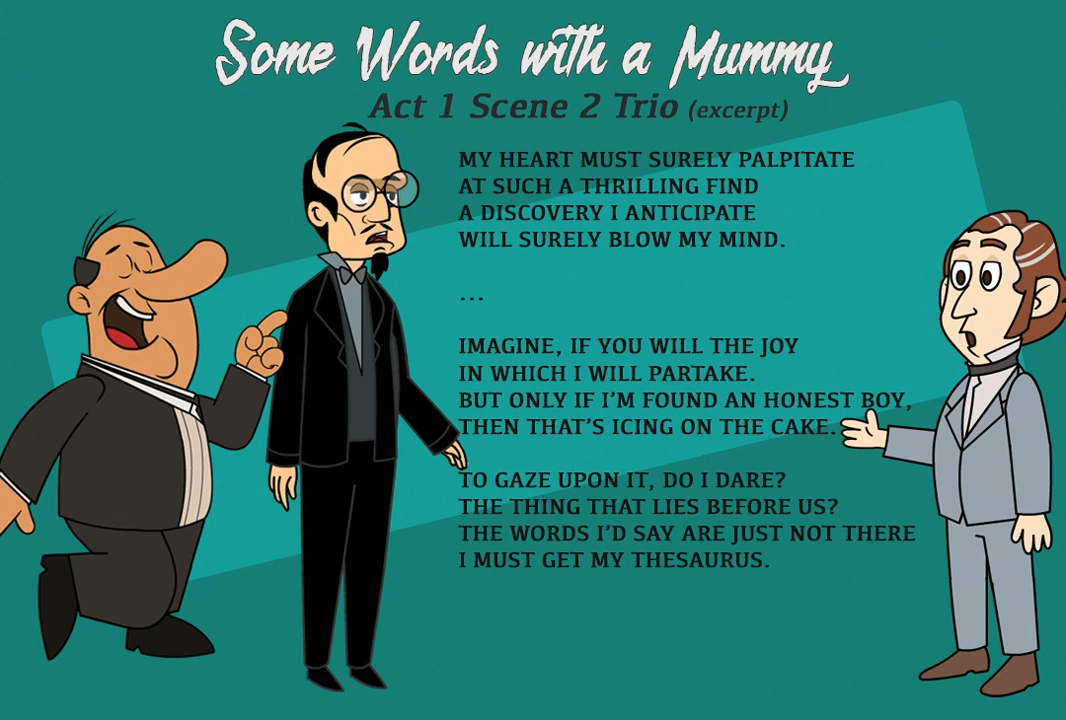 Some Words with a Mummy
Act 1 Scene 2 Trio (excerpt)
MY HEART MUST SURELY PALPITATE
AT SUCH A THRILLING FIND
A DISCOVERY I ANTICIPATE
WILL SURELY BLOW MY MIND.
...
IMAGINE, IF YOU WILL THE JOY
IN WHICH I WILL PARTAKE.
BUT ONLY IF I'M FOUND AN HONEST BOY,
THEN THAT'S ICING ON THE CAKE.
TO GAZE UPON IT, DO I DARE?
THE THING THAT LIES BEFORE US?
THE WORDS I'D SAY ARE JUST NOT THERE
I MUST GET MY THESAURUS.